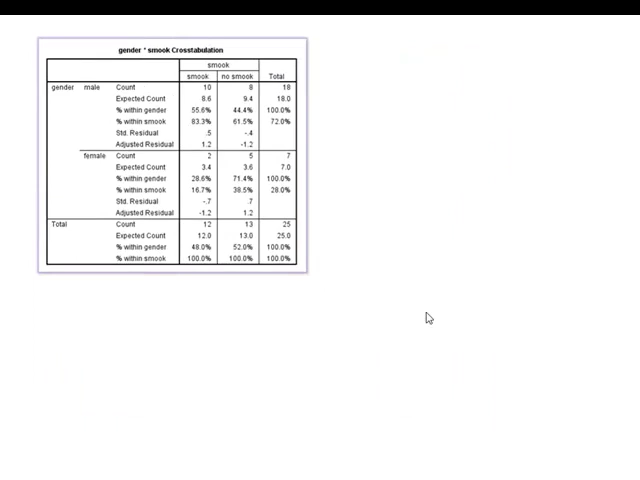 gender * smook Crosstabulation
smook
smook no smook Total
gender male Count 10 8 18
Expected Count 8.6 9.4 18.0
% within gender 55.6% 44.4% 100.0%
% within smook 83.3% 61.5% 72.0%
Std. Residual .5 -.4
Adjusted Residual 1.2 -1.2
female Count 2 5 7
Expected Count 3.4 3.6 7.0
% within gender 28.6% 71.4% 100.0%
% within smook 16.7% 38.5% 28.0%
Std. Residual -.7 .7
Adjusted Residual -1.2 1.2
Total Count 12 13 25
Expected Count 12.0 13.0 25.0
% within gender 48.0% 52.0% 100.0%
% within smook 100.0% 100.0% 100.0%